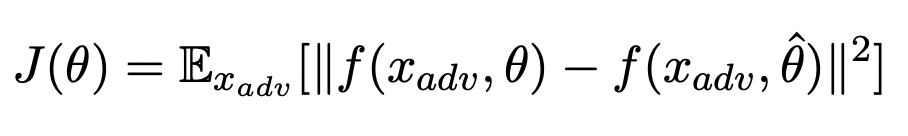 J(θ) = 𝔼_{x_{adv}}[‖f(x_{adv}, θ) − f(x_{adv}, θ̂)‖²]